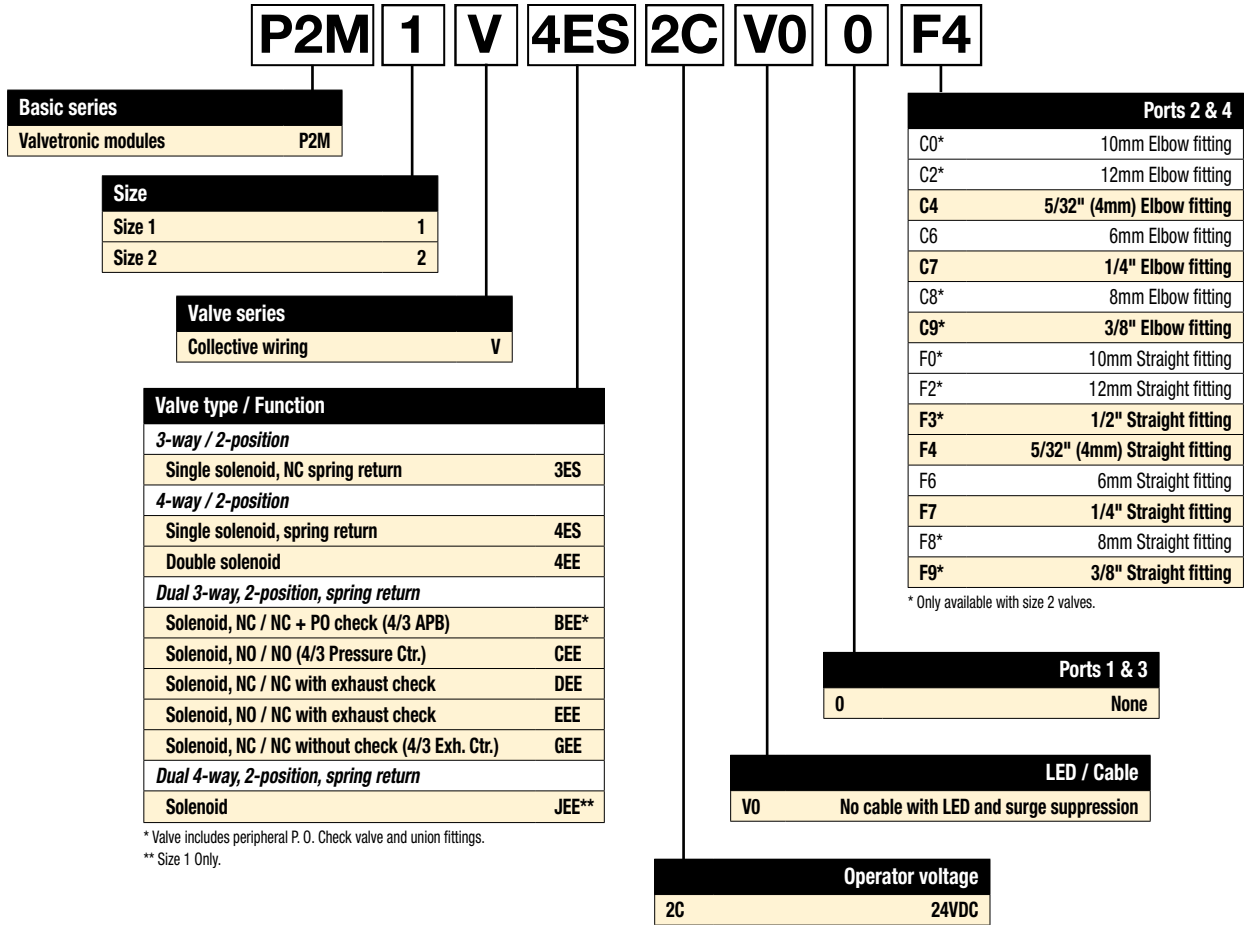 P2M 1 V 4ES 2C V0 0 F4
Basic series
Valvetronic modules P2M
Size
Size 1 1
Size 2 2
Valve series
Collective wiring V
Valve type / Function
3-way / 2-position
Single solenoid, NC spring return 3ES
4-way / 2-position
Single solenoid, spring return 4ES
Double solenoid 4EE
Dual 3-way, 2-position, spring return
Solenoid, NC / NC + PO check (4/3 APB) BEE*
Solenoid, NO / NO (4/3 Pressure Ctr.) CEE
Solenoid, NC / NC with exhaust check DEE
Solenoid, NO / NC with exhaust check EEE
Solenoid, NC / NC without check (4/3 Exh. Ctr.) GEE
Dual 4-way, 2-position, spring return
Solenoid JEE**
* Valve includes peripheral P. O. Check valve and union fittings.
** Size 1 Only.
Ports 2 & 4
C0* 10mm Elbow fitting
C2* 12mm Elbow fitting
C4 5/32" (4mm) Elbow fitting
C6 6mm Elbow fitting
C7 1/4" Elbow fitting
C8* 8mm Elbow fitting
C9* 3/8" Elbow fitting
F0* 10mm Straight fitting
F2* 12mm Straight fitting
F3* 1/2" Straight fitting
F4 5/32" (4mm) Straight fitting
F6 6mm Straight fitting
F7 1/4" Straight fitting
F8* 8mm Straight fitting
F9* 3/8" Straight fitting
* Only available with size 2 valves.
Ports 1 & 3
0 None
LED / Cable
V0 No cable with LED and surge suppression
Operator voltage
2C 24VDC